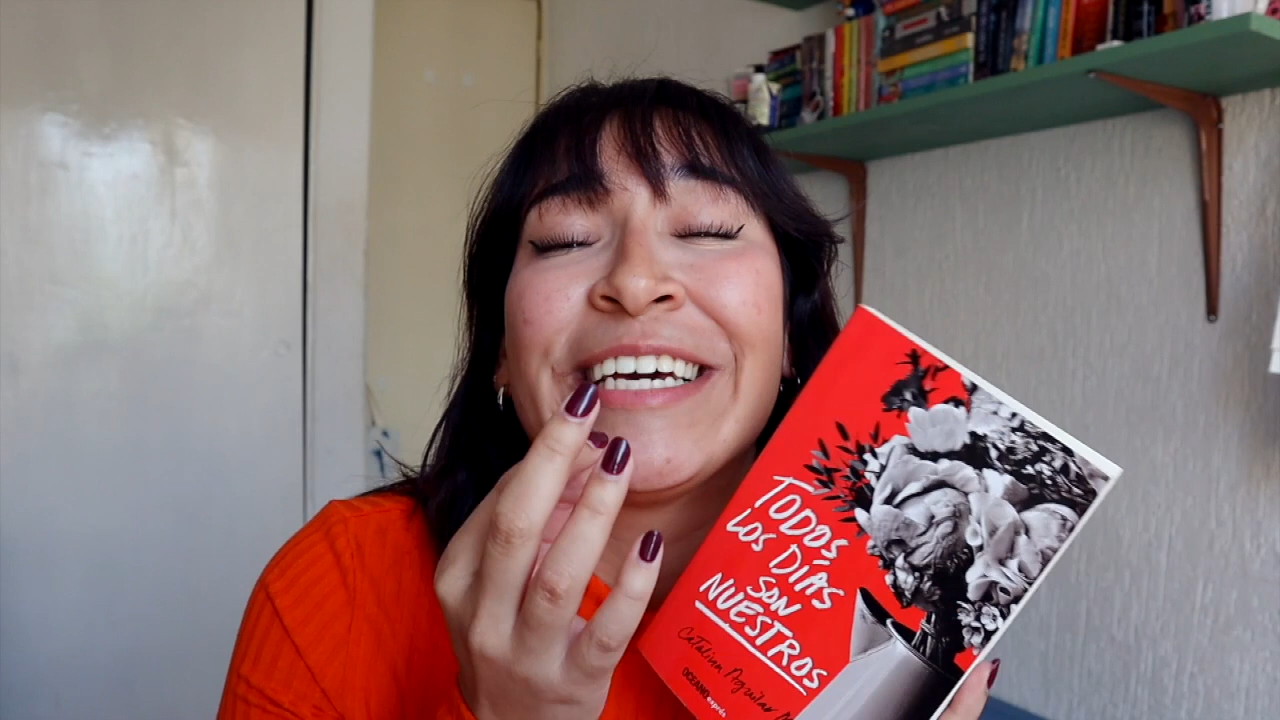 TODOS
LOS DÍAS
SON
NUESTROS
Catalina Aguilar M
OCEANO exprés